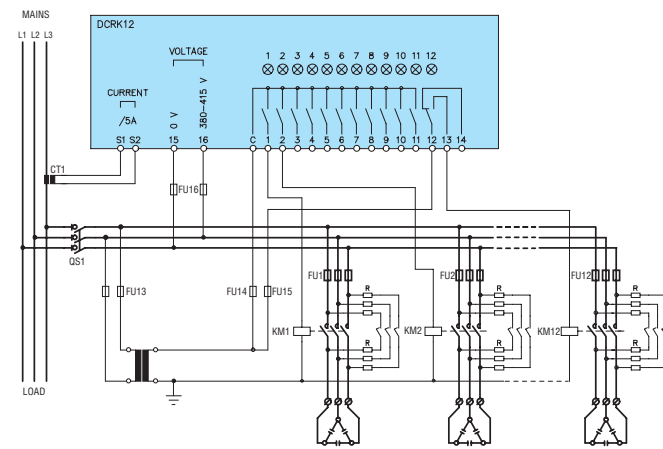 MAINS
L1 L2 L3
DCRK12
VOLTAGE
CURRENT
/5A
0 V
380-415 V
1 2 3 4 5 6 7 8 9 10 11 12
S1 S2 15 16 C 1 2 3 4 5 6 7 8 9 10 11 12 13 14
CT1
FU16
QS1
FU13
FU14
FU15
FU1
R
FU2
R
FU12
R
KM1
KM2
KM12
R
R
R
LOAD